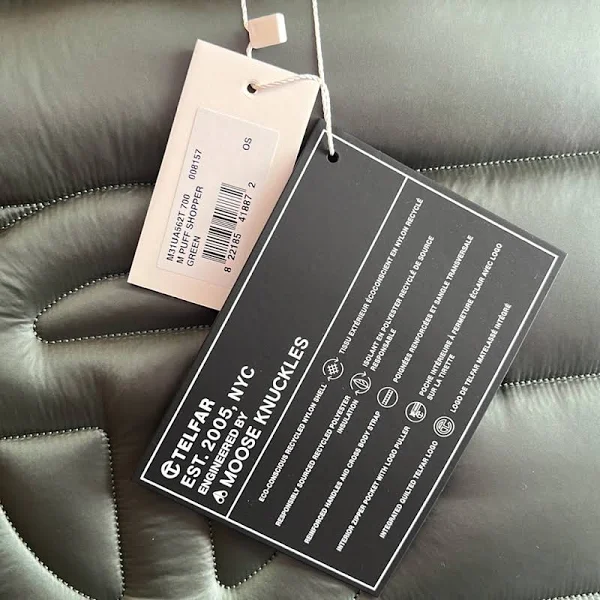 M31UA562T 700 008157
M PUFF SHOPPER
GREEN OS
8 22185 41887 2
TELFAR
EST. 2005, NYC
ENGINEERED BY
MOOSE KNUCKLES
ECO-CONSCIOUS RECYCLED NYLON SHELL
TISSU EXTÉRIEUR ÉCOCONSCIENT EN NYLON RECYCLÉ
RESPONSIBLY SOURCED RECYCLED POLYESTER
INSULATION
ISOLANT EN POLYESTER RECYCLÉ DE SOURCE
RESPONSABLE
REINFORCED HANDLES AND CROSS BODY STRAP
POIGNÉES RENFORCÉES ET SANGLE TRANSVERSALE
INTERIOR ZIPPER POCKET WITH LOGO PULLER
POCHE INTÉRIEURE À FERMETURE ÉCLAIR AVEC LOGO
SUR LA TIRETTE
INTEGRATED QUILTED TELFAR LOGO
LOGO DE TELFAR MATELASSÉ INTÉGRÉ